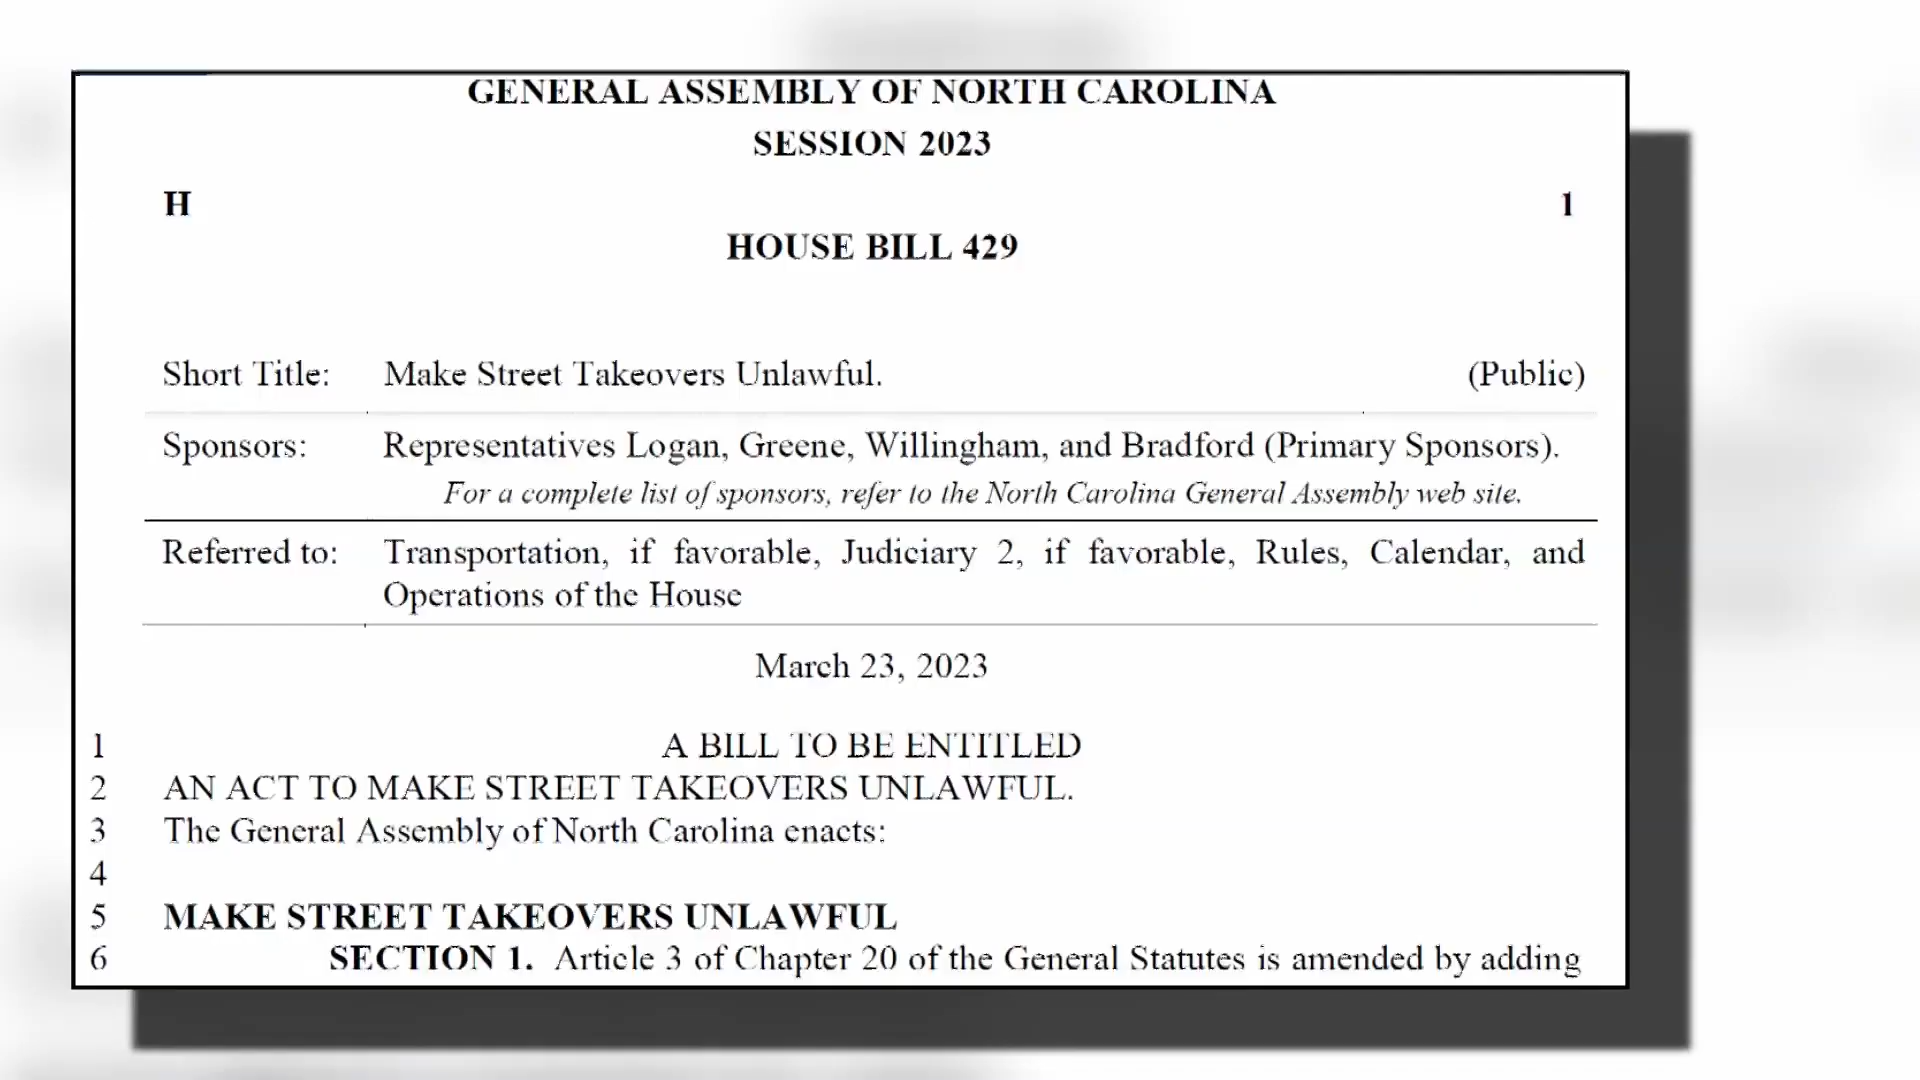 GENERAL ASSEMBLY OF NORTH CAROLINA
SESSION 2023
H 1
HOUSE BILL 429
Short Title: Make Street Takeovers Unlawful. (Public)
Sponsors: Representatives Logan, Greene, Willingham, and Bradford (Primary Sponsors).
For a complete list of sponsors, refer to the North Carolina General Assembly web site.
Referred to: Transportation, if favorable, Judiciary 2, if favorable, Rules, Calendar, and
Operations of the House
March 23, 2023
1 A BILL TO BE ENTITLED
2 AN ACT TO MAKE STREET TAKEOVERS UNLAWFUL.
3 The General Assembly of North Carolina enacts:
4
5 MAKE STREET TAKEOVERS UNLAWFUL
6 SECTION 1. Article 3 of Chapter 20 of the General Statutes is amended by adding